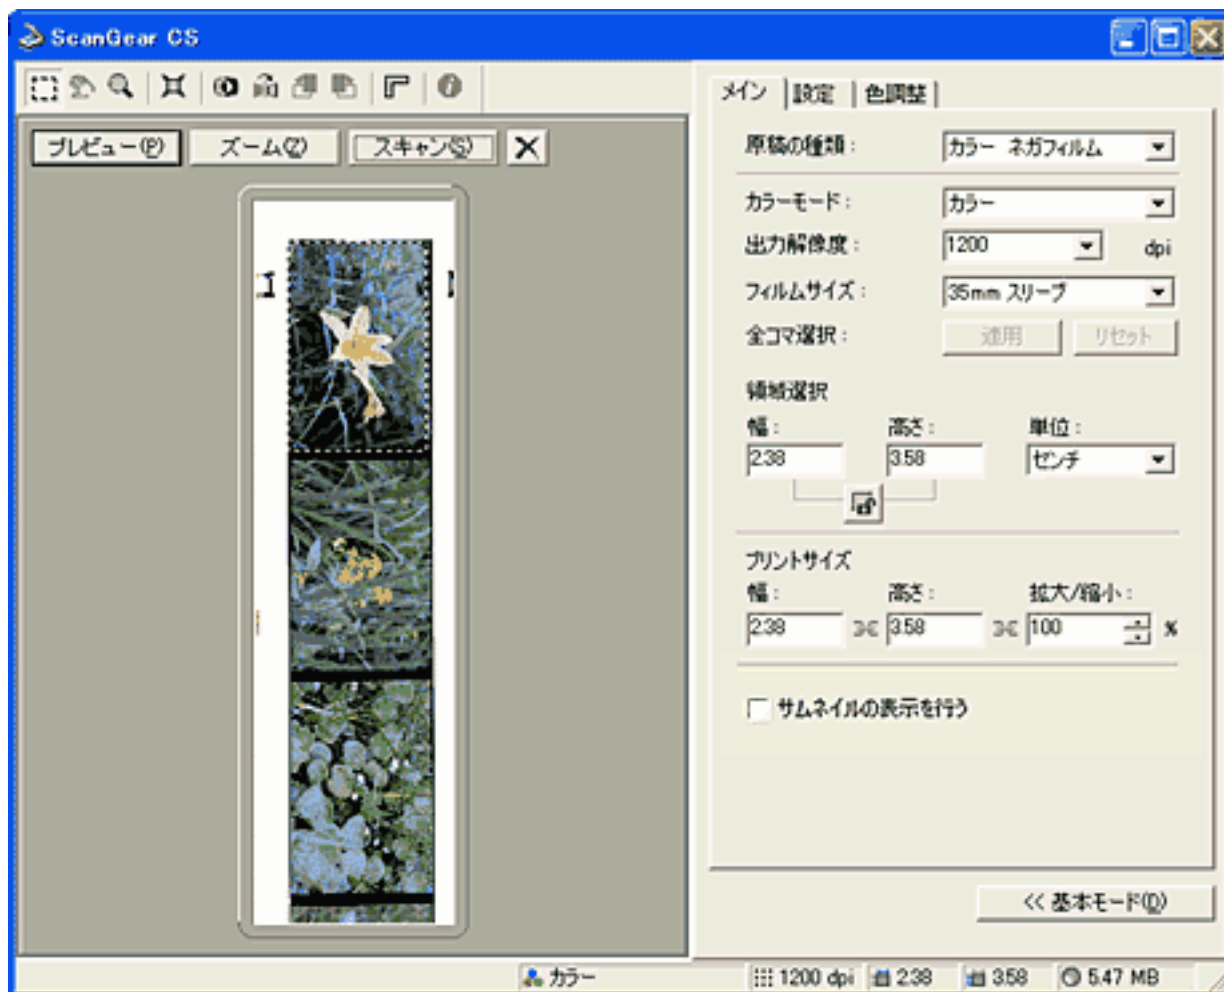 ScanGear CS
プレビュー(P) ズーム(Z) スキャン(S)
メイン 設定 色調整
原稿の種類： カラー ネガフィルム
カラーモード： カラー
出力解像度： 1200 dpi
フィルムサイズ： 35mm スリーブ
全コマ選択： 適用 リセット
領域選択
幅： 高さ： 単位：
2.38 3.58 センチ
プリントサイズ
幅： 高さ： 拡大/縮小：
2.38 3.58 100 %
サムネイルの表示を行う
<< 基本モード(D)
カラー 1200 dpi 2.38 3.58 5.47 MB